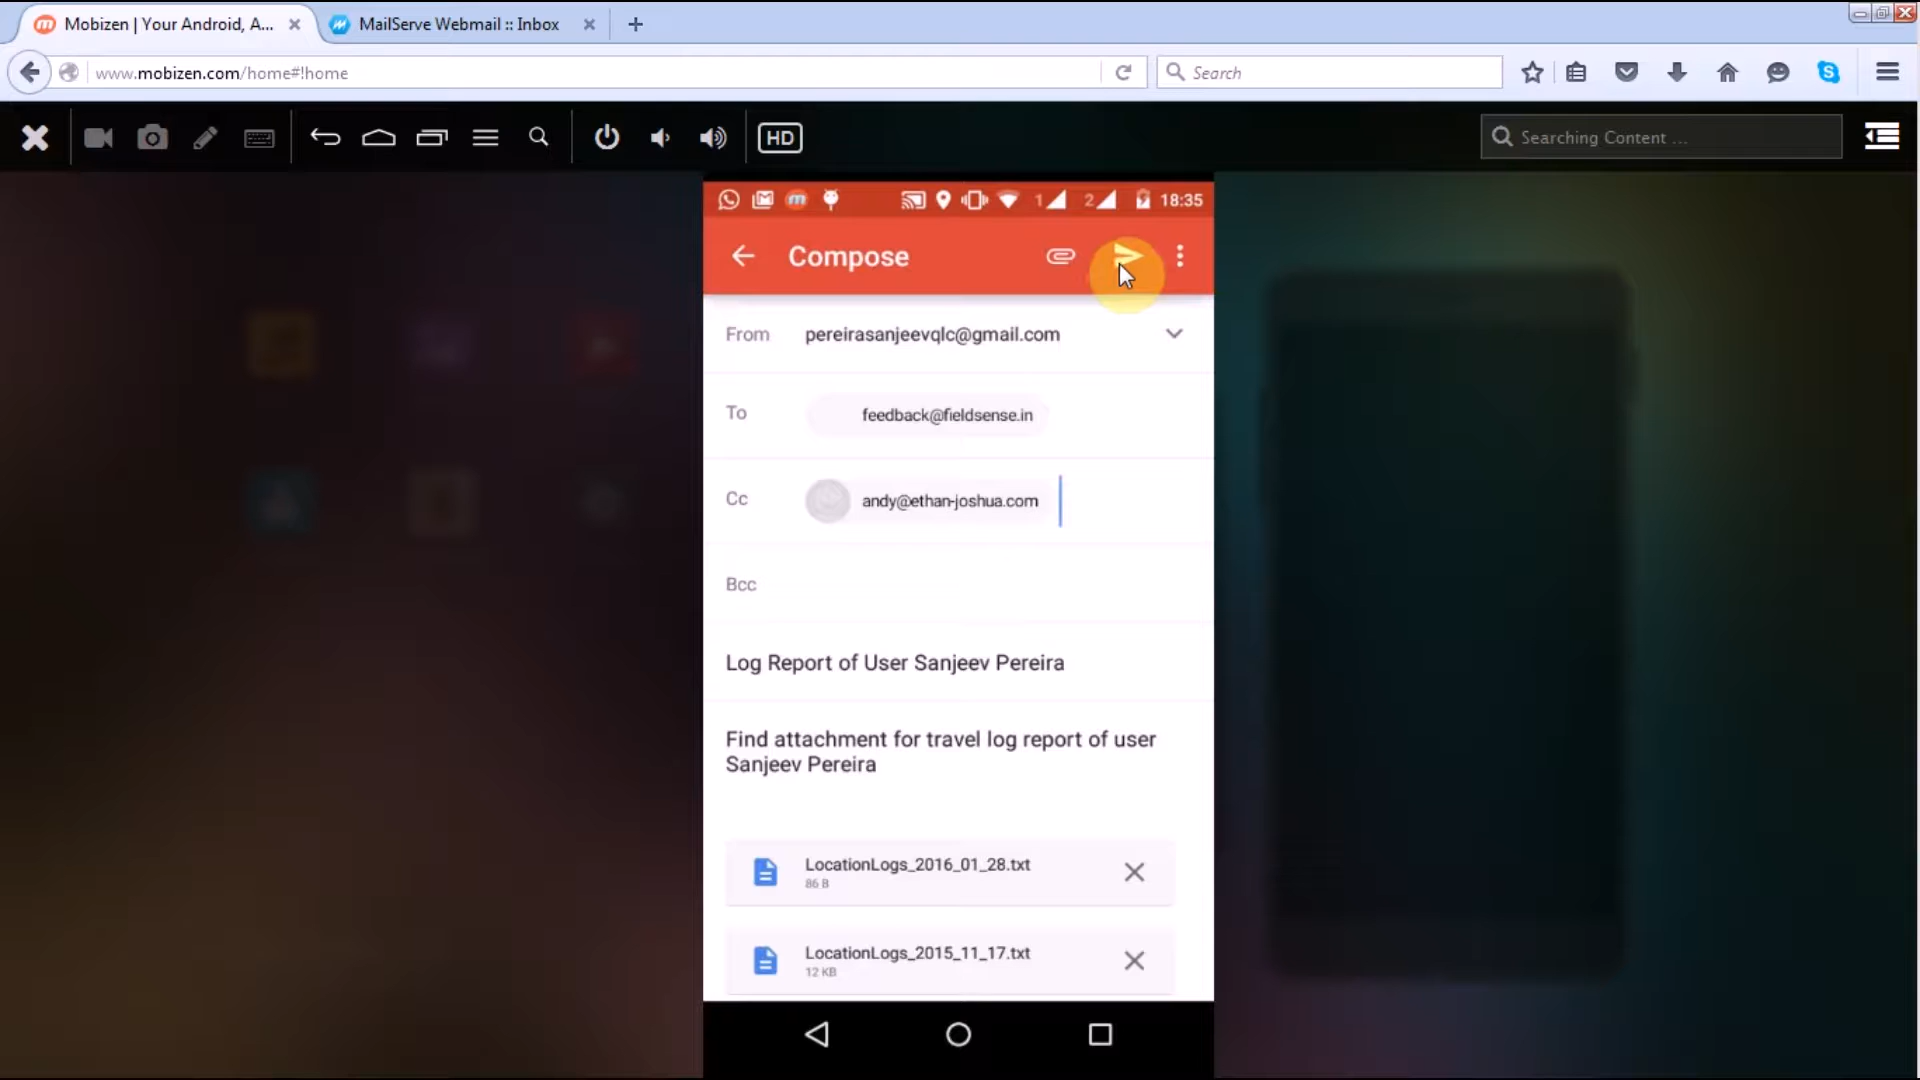 Mobizen | Your Android, A...
MailServe Webmail :: Inbox
www.mobizen.com/home#!home
Search
HD
Searching Content ...
1 2 18:35
Compose
From pereirasanjeevqlc@gmail.com
To feedback@fieldsense.in
Cc andy@ethan-joshua.com
Bcc
Log Report of User Sanjeev Pereira
Find attachment for travel log report of user
Sanjeev Pereira
LocationLogs_2016_01_28.txt
86 B
LocationLogs_2015_11_17.txt
12 KB